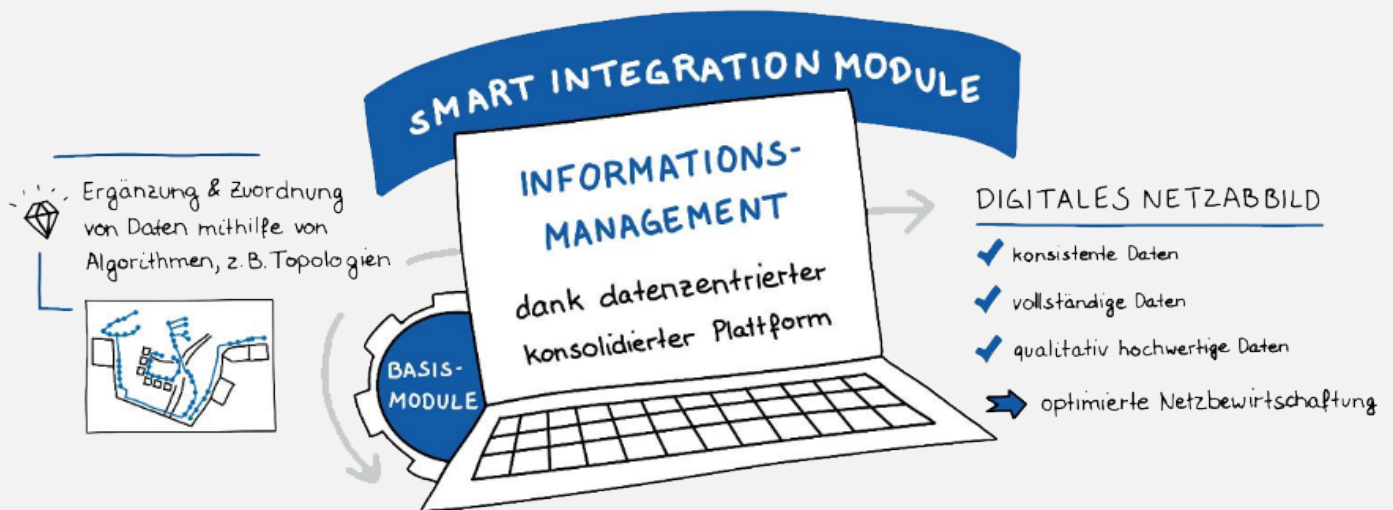 SMART INTEGRATION MODULE
Ergänzung & Zuordnung
von Daten mithilfe von
Algorithmen, z.B. Topologien
INFORMATIONS-
MANAGEMENT
dank datenzentrierter
konsolidierter Plattform
BASIS-
MODULE
DIGITALES NETZABBILD
konsistente Daten
vollständige Daten
qualitativ hochwertige Daten
optimierte Netzbewirtschaftung